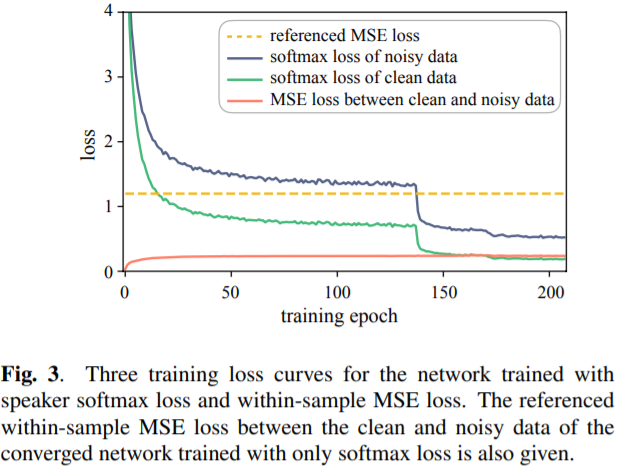 4
3
2
1
0
loss
referenced MSE loss
softmax loss of noisy data
softmax loss of clean data
MSE loss between clean and noisy data
0 50 100 150 200
training epoch
Fig. 3. Three training loss curves for the network trained with
speaker softmax loss and within-sample MSE loss. The referenced
within-sample MSE loss between the clean and noisy data of the
converged network trained with only softmax loss is also given.